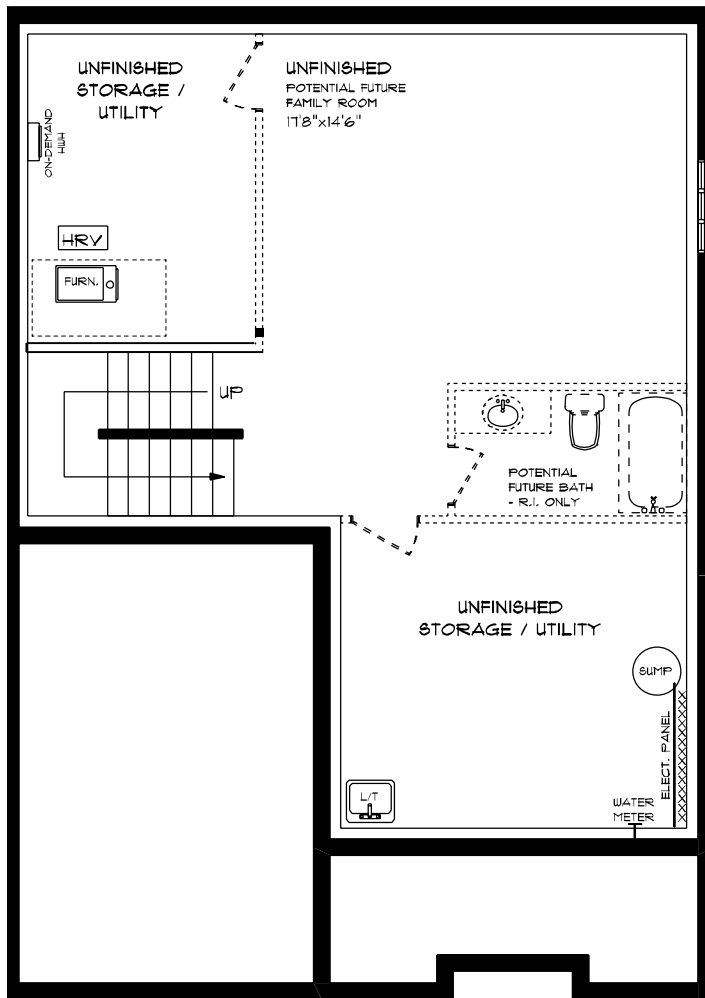 UNFINISHED
STORAGE /
UTILITY
UNFINISHED
POTENTIAL FUTURE
FAMILY ROOM
17'8"x14'6"
ON-DEMAND
HWH
HRV
FURN.
UP
POTENTIAL
FUTURE BATH
- R.I. ONLY
UNFINISHED
STORAGE / UTILITY
SUMP
ELECT. PANEL
L/T
WATER
METER